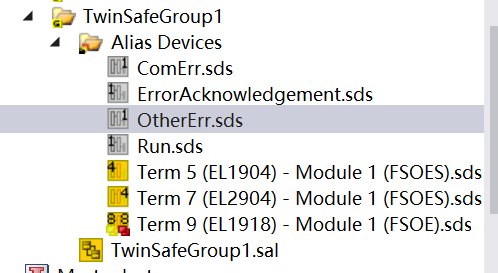 TwinSafeGroup1
Alias Devices
ComErr.sds
ErrorAcknowledgement.sds
OtherErr.sds
Run.sds
Term 5 (EL1904) - Module 1 (FSOES).sds
Term 7 (EL2904) - Module 1 (FSOES).sds
Term 9 (EL1918) - Module 1 (FSOE).sds
TwinSafeGroup1.sal